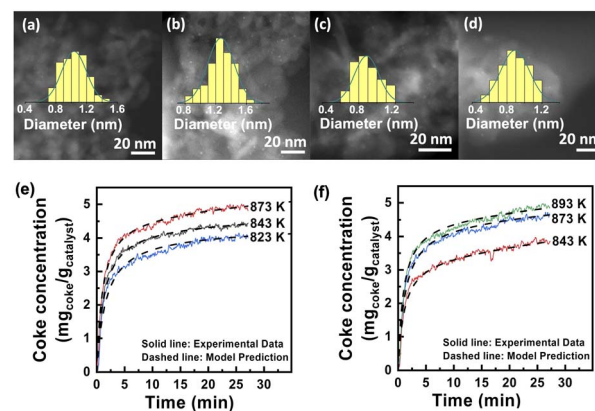 (a)
0.4 0.8 1.2 1.6
Diameter (nm)
20 nm
(b)
0.8 1.2 1.6
Diameter (nm)
20 nm
(c)
0.8 1.2
Diameter (nm)
20 nm
(d)
0.4 0.8 1.2
Diameter (nm)
20 nm
(e)
Coke concentration
(mgcoke/gcatalyst)
5
4
3
2
1
0
873 K
843 K
823 K
Solid line: Experimental Data
Dashed line: Model Prediction
0 5 10 15 20 25 30
Time (min)
(f)
Coke concentration
(mgcoke/gcatalyst)
5
4
3
2
1
0
893 K
873 K
843 K
Solid line: Experimental Data
Dashed line: Model Prediction
0 5 10 15 20 25 30
Time (min)